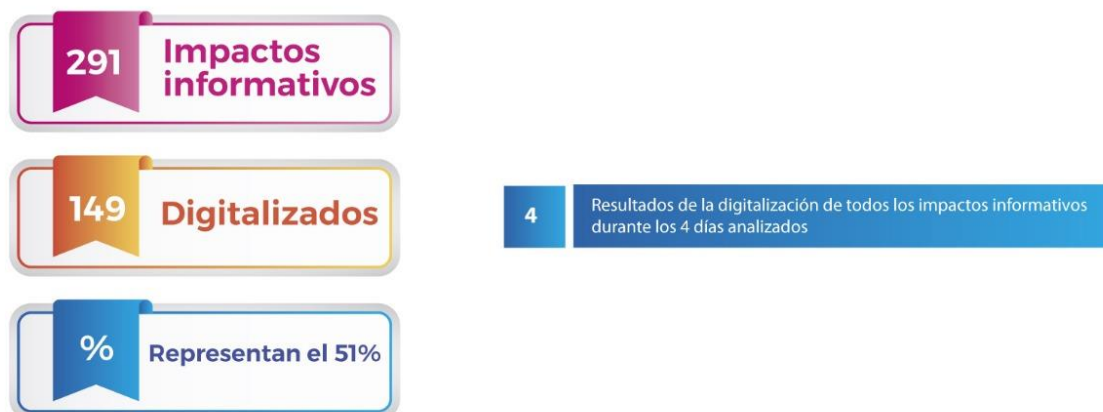 291
Impactos
informativos
149
Digitalizados
%
Representan el 51%
4
Resultados de la digitalización de todos los impactos informativos
durante los 4 días analizados